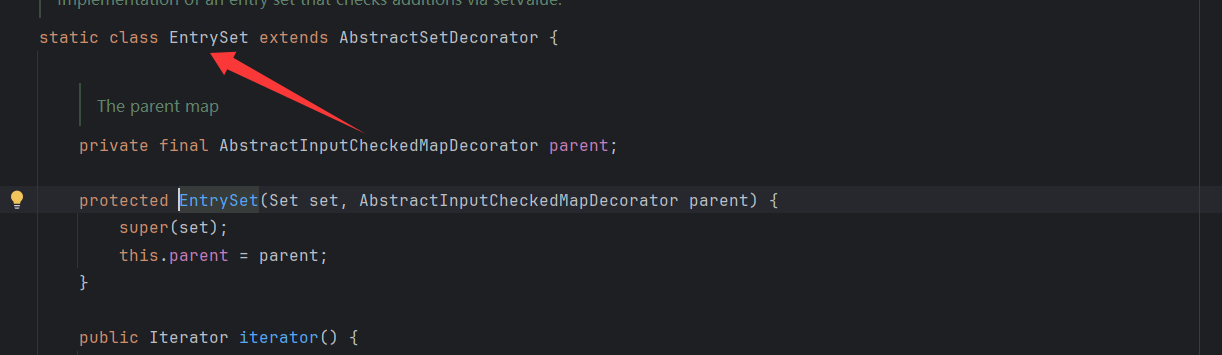 Implementation of an entry set that checks additions via setValue.
static class EntrySet extends AbstractSetDecorator {
The parent map
private final AbstractInputCheckedMapDecorator parent;
protected EntrySet(Set set, AbstractInputCheckedMapDecorator parent) {
super(set);
this.parent = parent;
}
public Iterator iterator() {